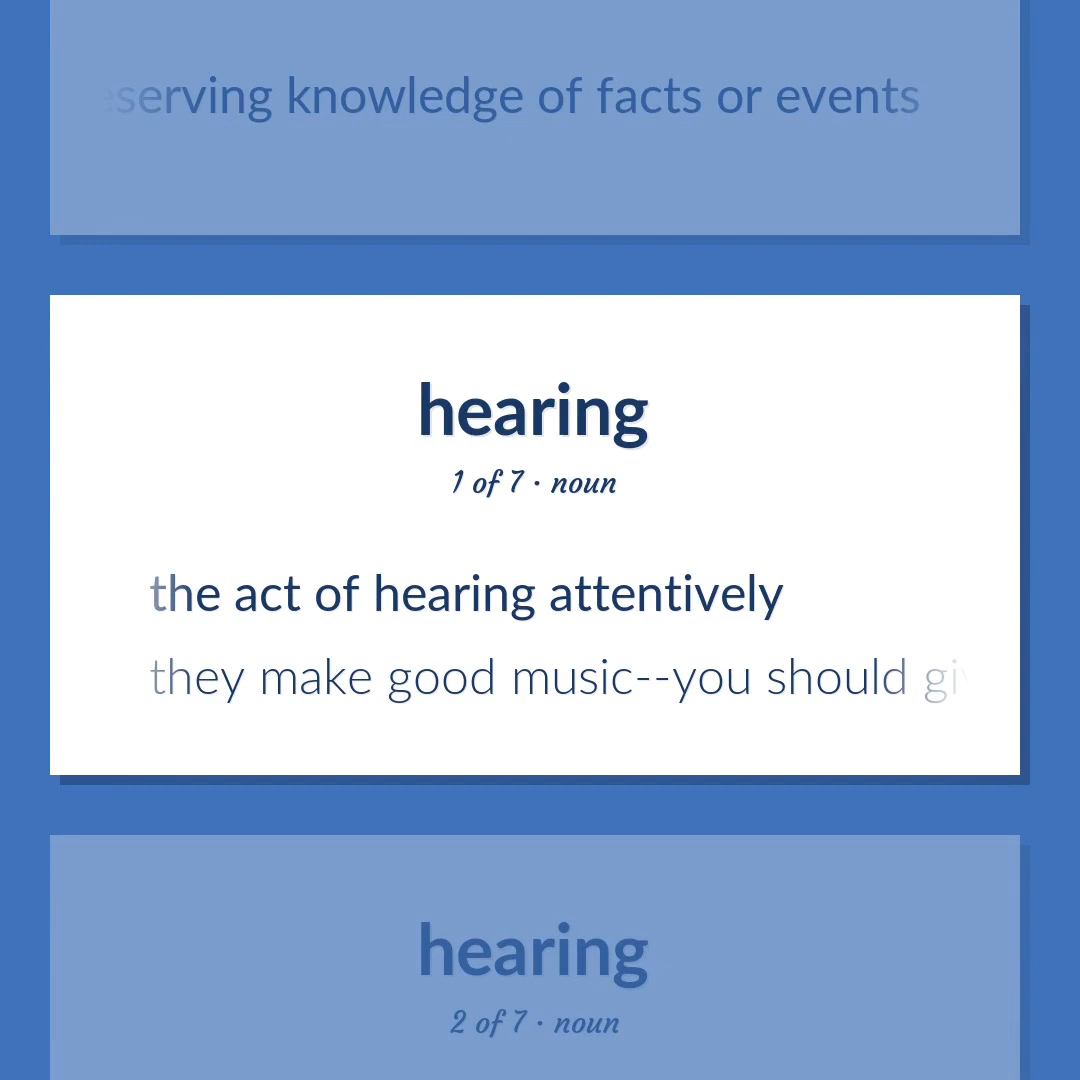 knowledge of facts or events
hearing
1 of 7 · noun
the act of hearing attentively
they make good music--you should
hearing
2 of 7 · noun